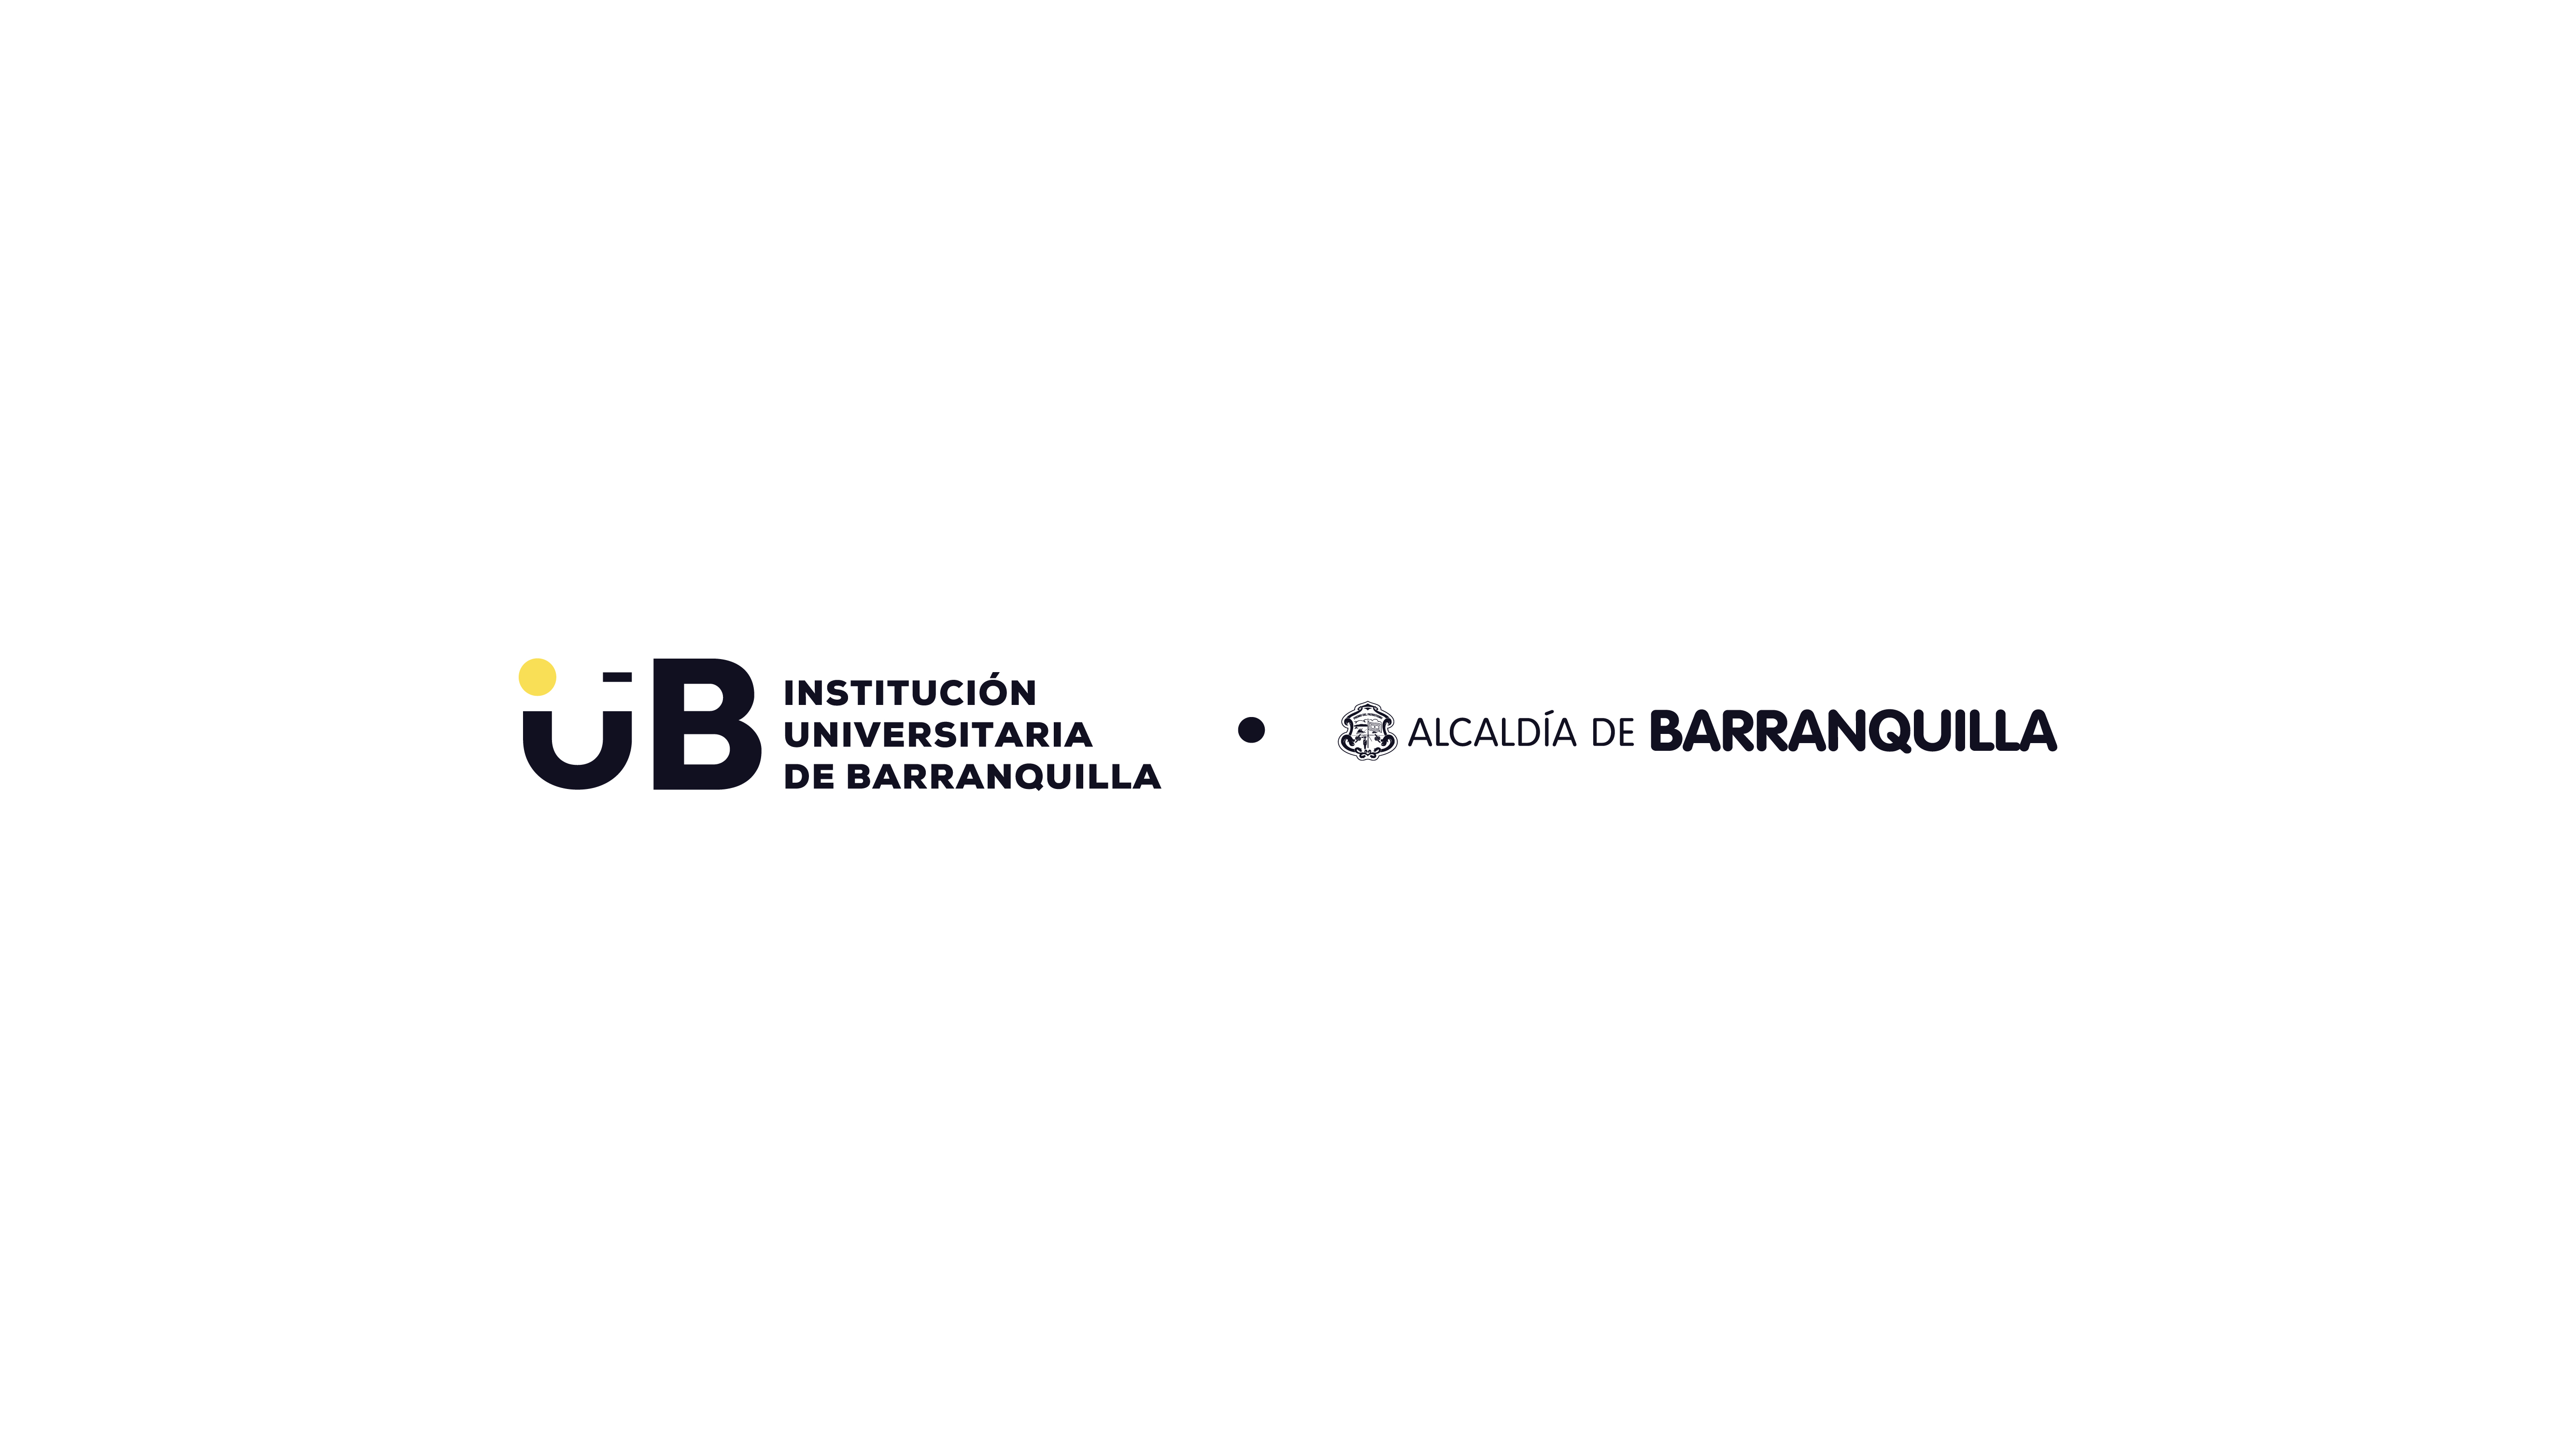 iUB
INSTITUCIÓN
UNIVERSITARIA
DE BARRANQUILLA
ALCALDÍA DE BARRANQUILLA